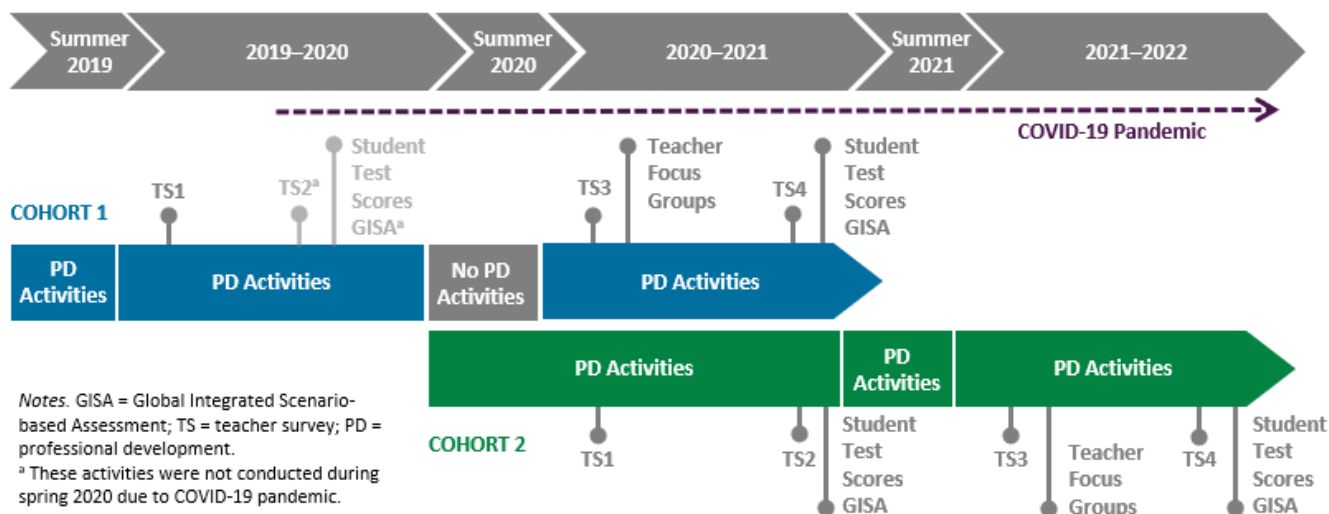 Summer
2019
2019–2020
Summer
2020
2020–2021
Summer
2021
2021–2022
COVID-19 Pandemic
COHORT 1
TS1
TS2ᵃ
Student
Test
Scores
GISAᵃ
TS3
Teacher
Focus
Groups
TS4
Student
Test
Scores
GISA
PD
Activities
PD Activities
No PD
Activities
PD Activities
PD Activities
PD
Activities
PD Activities
COHORT 2
TS1
TS2
Student
Test
Scores
GISA
TS3
Teacher
Focus
Groups
TS4
Student
Test
Scores
GISA
Notes. GISA = Global Integrated Scenario-
based Assessment; TS = teacher survey; PD =
professional development.
ᵃ These activities were not conducted during
spring 2020 due to COVID-19 pandemic.